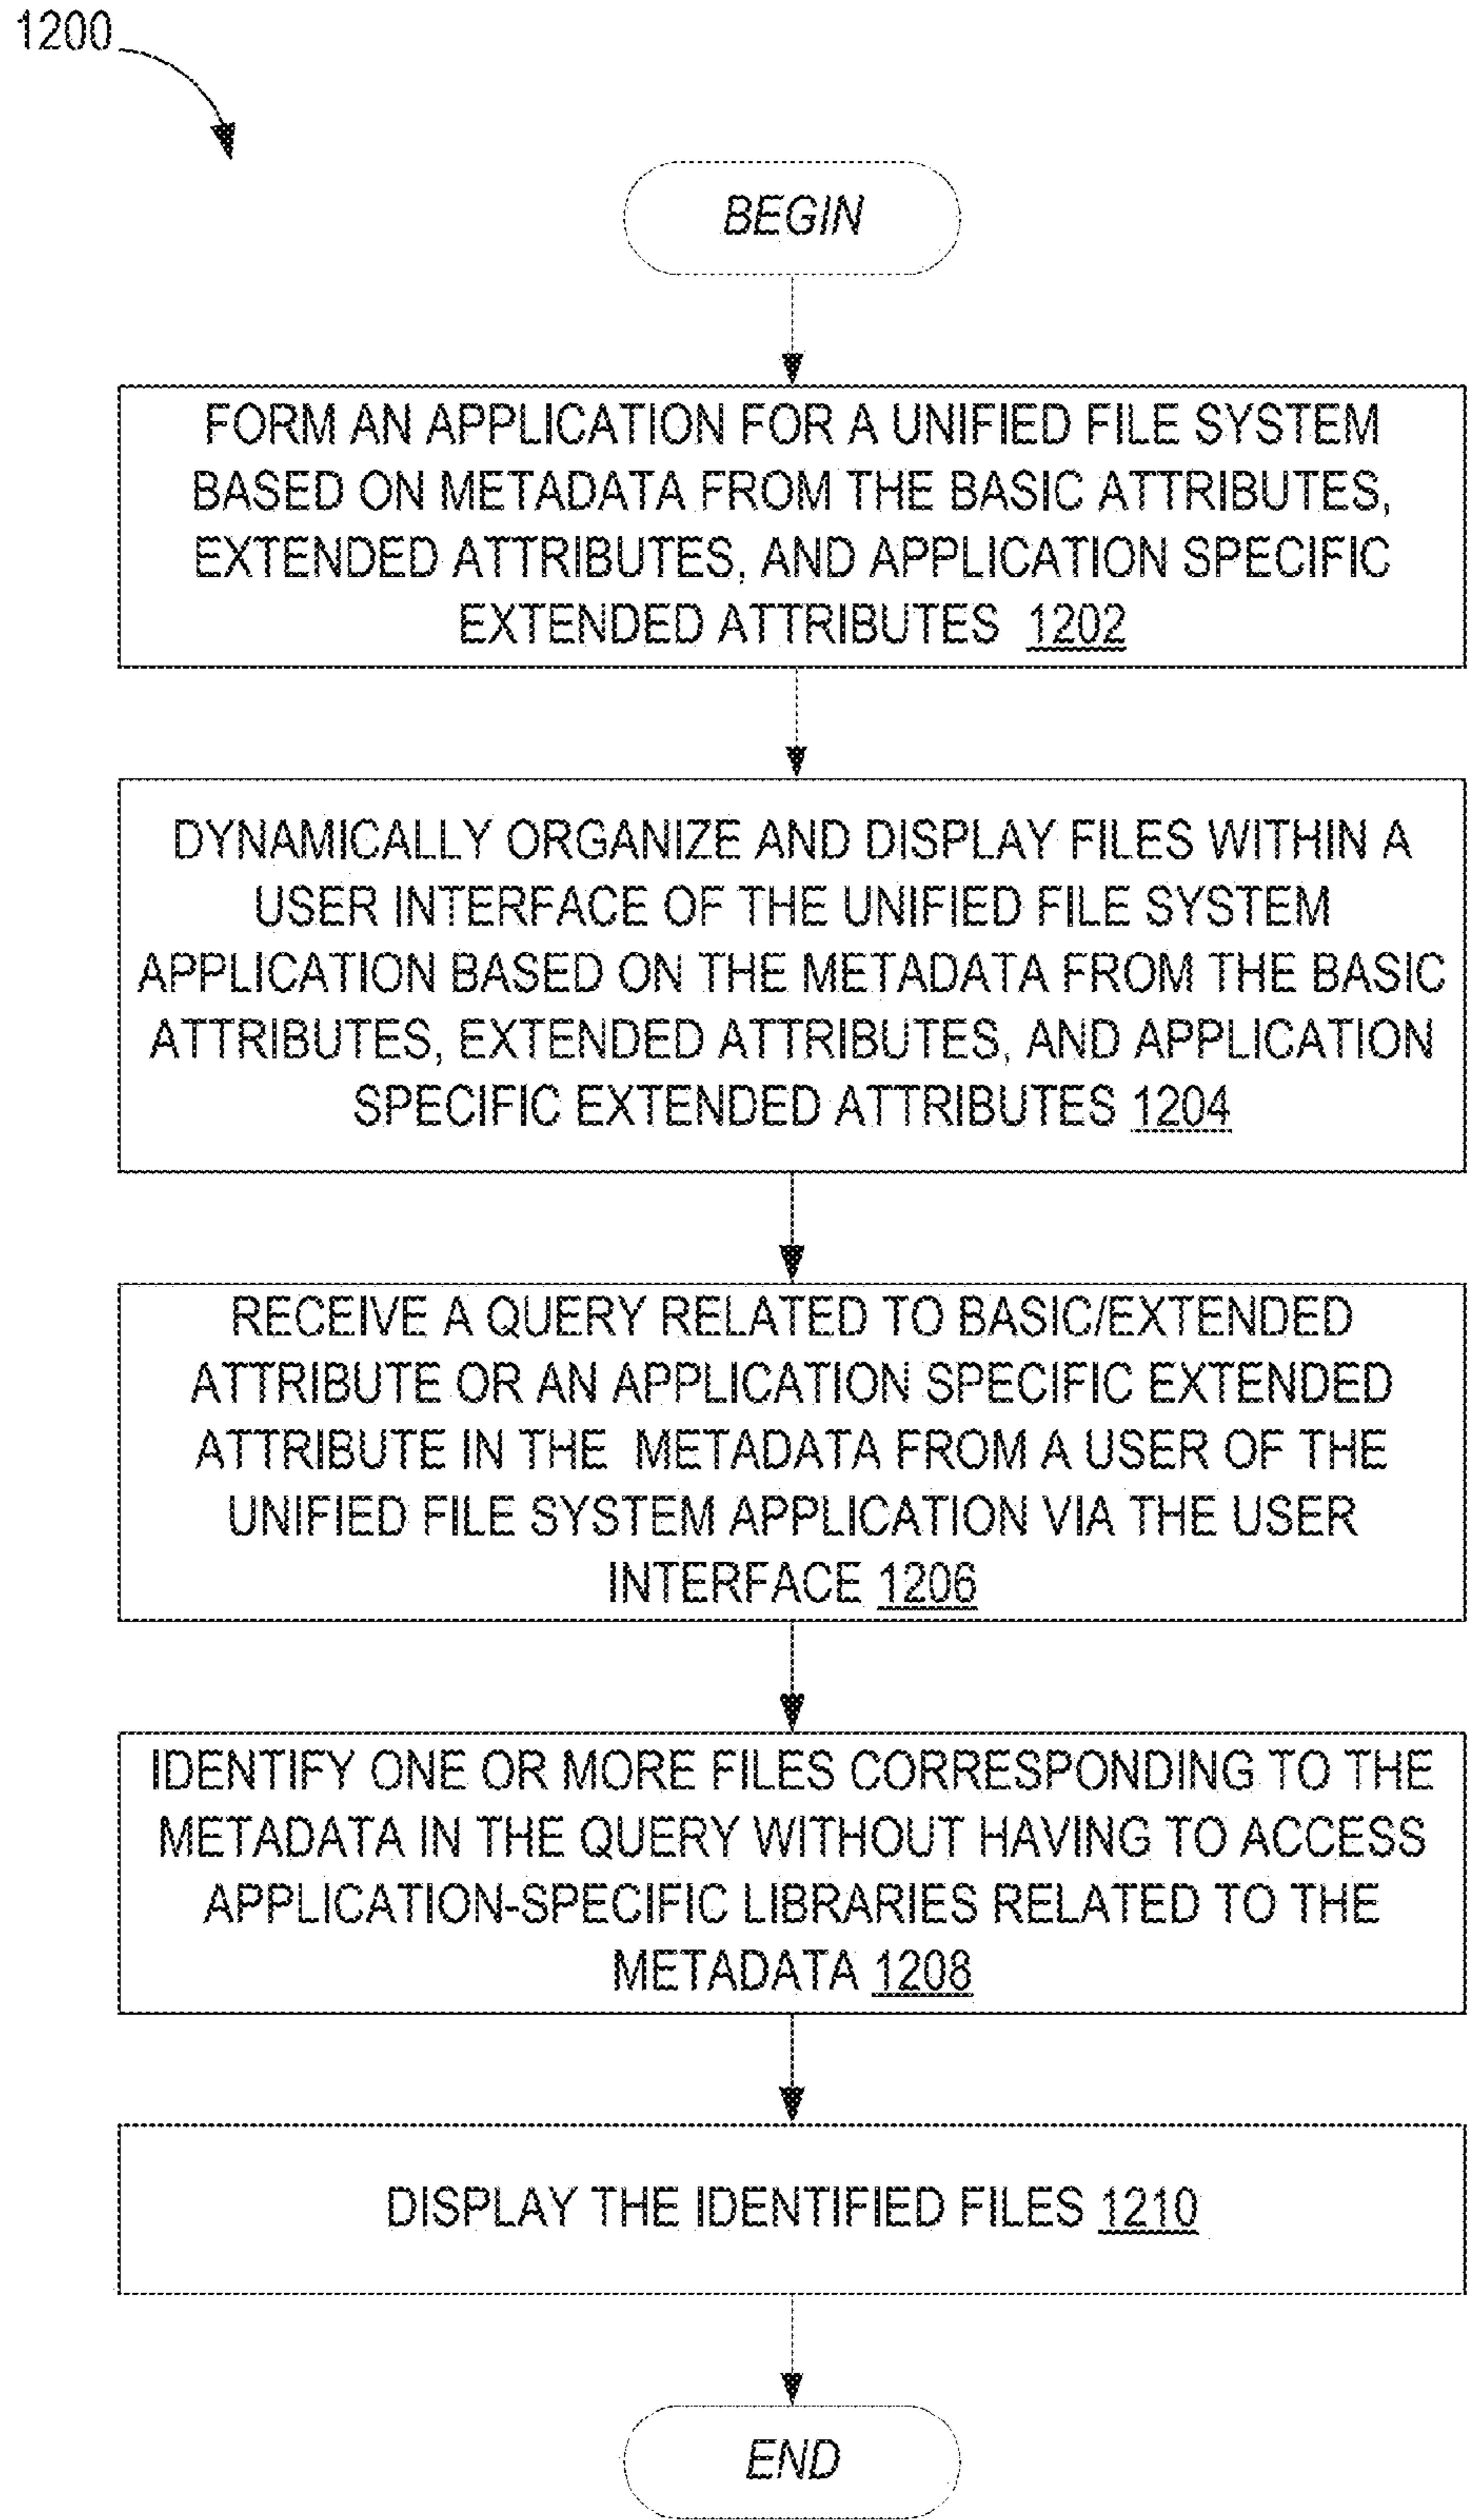 1200
BEGIN
FORM AN APPLICATION FOR A UNIFIED FILE SYSTEM
BASED ON METADATA FROM THE BASIC ATTRIBUTES,
EXTENDED ATTRIBUTES, AND APPLICATION SPECIFIC
EXTENDED ATTRIBUTES 1202
DYNAMICALLY ORGANIZE AND DISPLAY FILES WITHIN A
USER INTERFACE OF THE UNIFIED FILE SYSTEM
APPLICATION BASED ON THE METADATA FROM THE BASIC
ATTRIBUTES, EXTENDED ATTRIBUTES, AND APPLICATION
SPECIFIC EXTENDED ATTRIBUTES 1204
RECEIVE A QUERY RELATED TO BASIC/EXTENDED
ATTRIBUTE OR AN APPLICATION SPECIFIC EXTENDED
ATTRIBUTE IN THE METADATA FROM A USER OF THE
UNIFIED FILE SYSTEM APPLICATION VIA THE USER
INTERFACE 1206
IDENTIFY ONE OR MORE FILES CORRESPONDING TO THE
METADATA IN THE QUERY WITHOUT HAVING TO ACCESS
APPLICATION-SPECIFIC LIBRARIES RELATED TO THE
METADATA 1208
DISPLAY THE IDENTIFIED FILES 1210
END